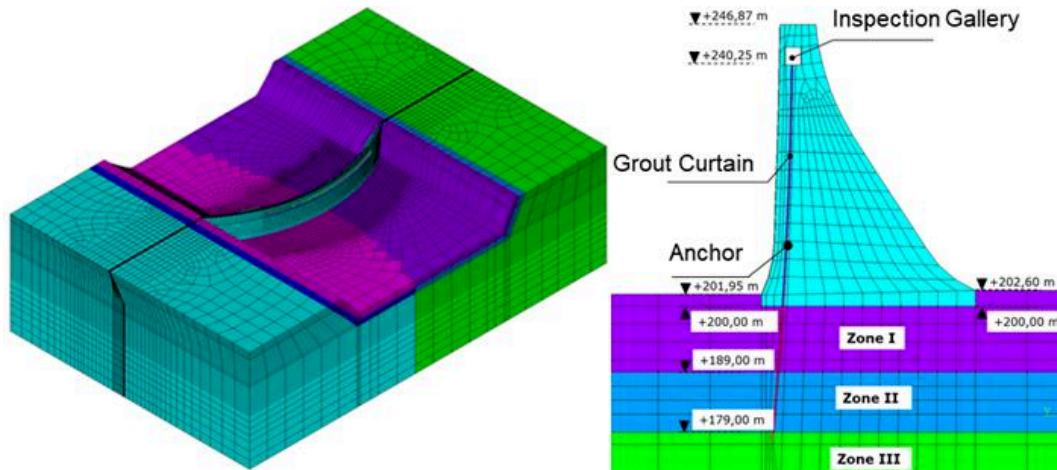 +246,87 m
Inspection Gallery
+240,25 m
Grout Curtain
Anchor
+201,95 m
+202,60 m
+200,00 m
+200,00 m
Zone I
+189,00 m
Zone II
+179,00 m
Zone III